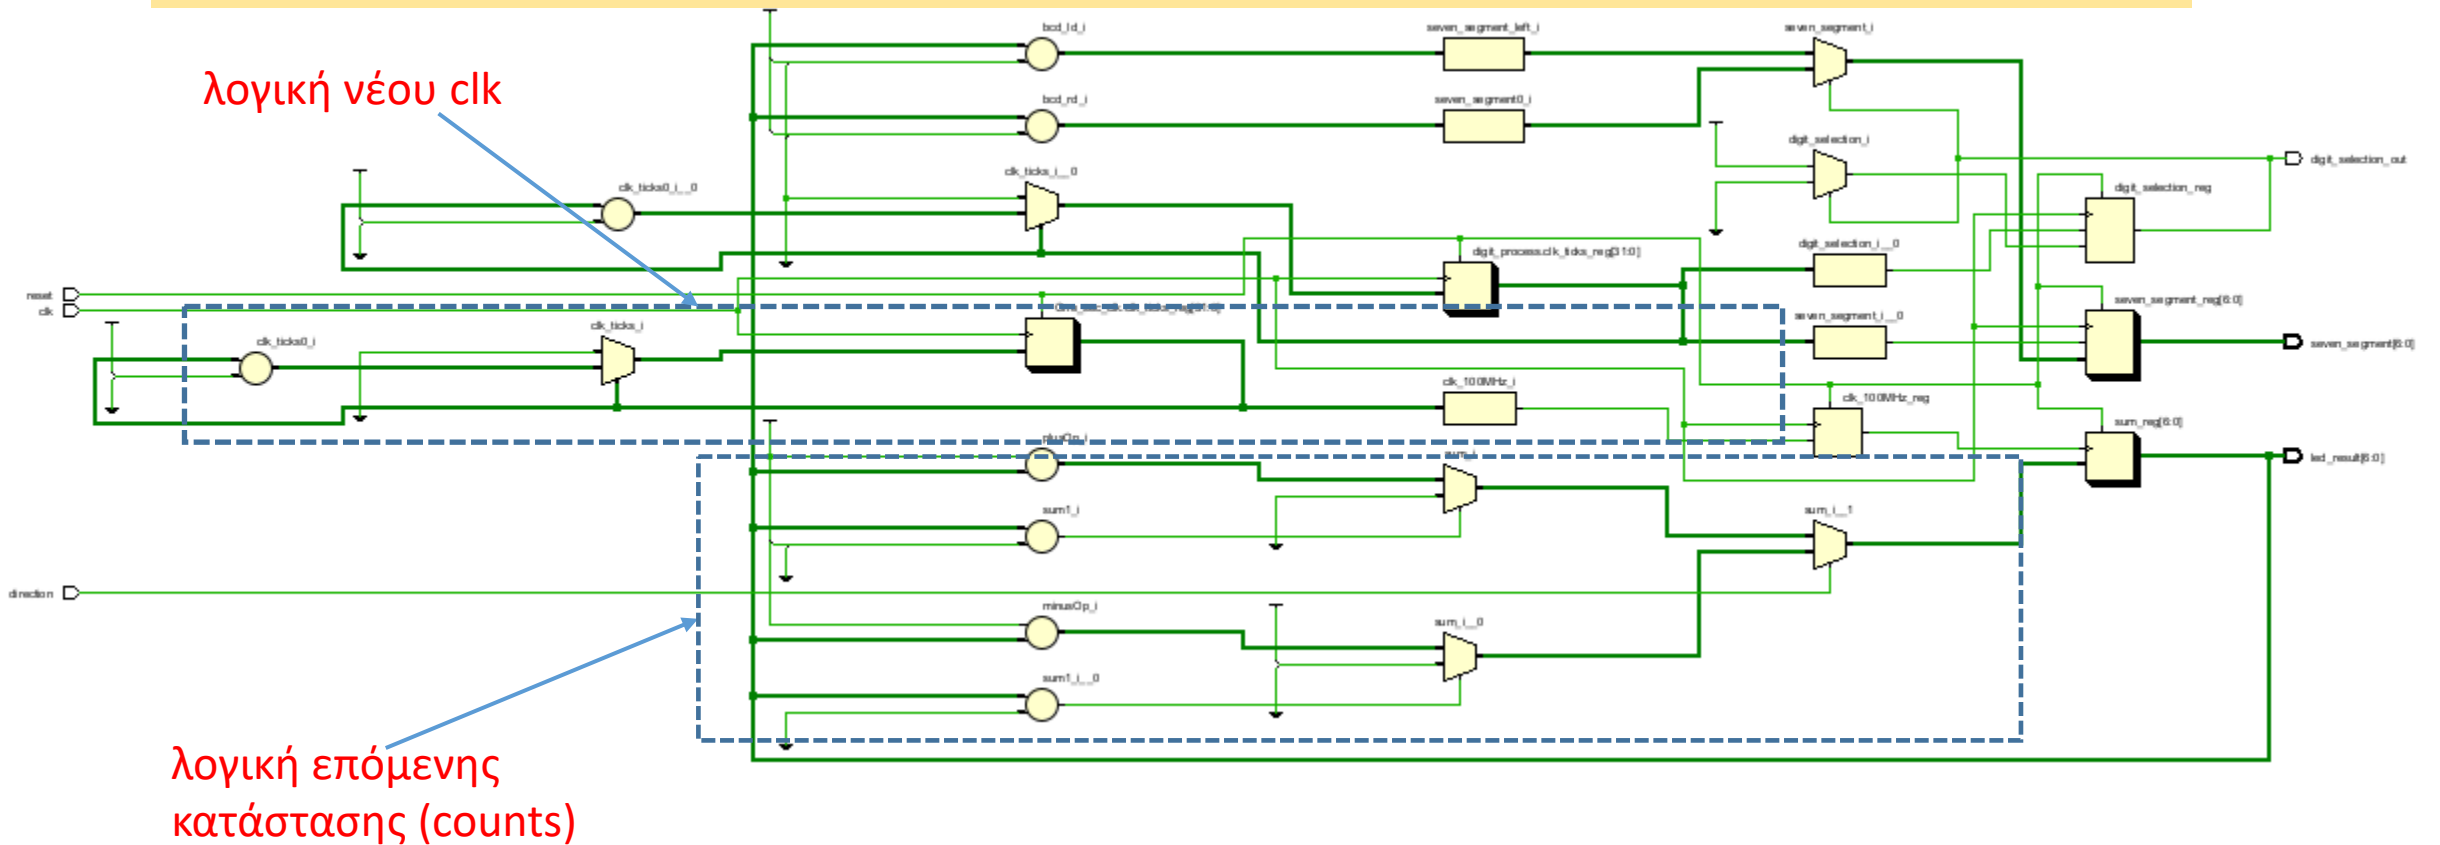 bcd_ld_i
seven_segment_left_i
seven_segment_i
λογική νέου clk
bcd_rd_i
seven_segment0_i
digit_selection_i
digit_selection_out
clk_ticks_i__0
clk_ticks0_i__0
digit_selection_reg
digit_selection_i__0
digit_process.clk_ticks_reg[31:0]
reset
clk
seven_segment_reg[6:0]
seven_segment_i__0
clk_ticks_i
clk_ticks0_i
seven_segment[6:0]
clk_100MHz_i
clk_100MHz_reg
sum_reg[6:0]
plusOp_i
sum_i
led_result[6:0]
sum1_i
sum_i__1
direction
minusOp_i
sum_i__0
sum1_i__0
λογική επόμενης
κατάστασης (counts)